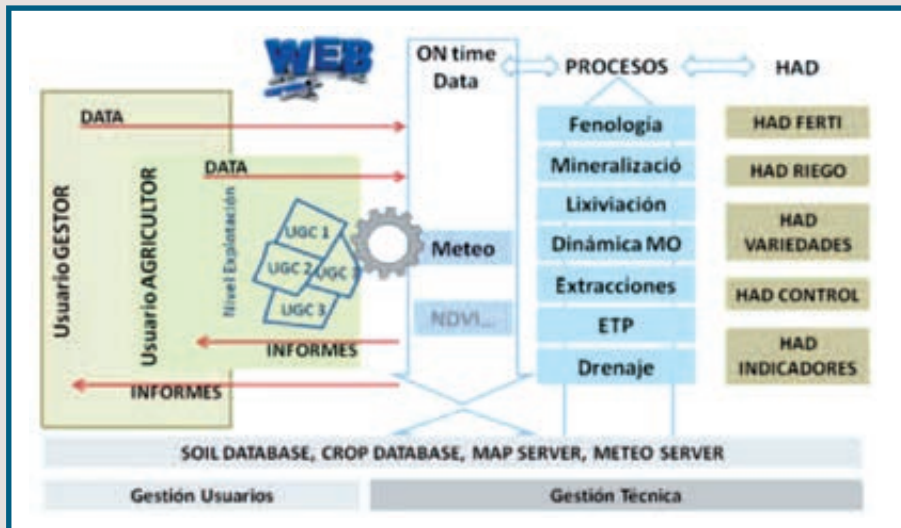 WEB
ON time
Data
PROCESOS
HAD
DATA
DATA
Usuario GESTOR
Usuario AGRICULTOR
Nivel Explotación
UGC 1
UGC 2
UGC
UGC 3
Meteo
NDVI...
INFORMES
INFORMES
Fenología
Mineralizació
Lixiviación
Dinámica MO
Extracciones
ETP
Drenaje
HAD FERTI
HAD RIEGO
HAD
VARIEDADES
HAD CONTROL
HAD
INDICADORES
SOIL DATABASE, CROP DATABASE, MAP SERVER, METEO SERVER
Gestión Usuarios
Gestión Técnica